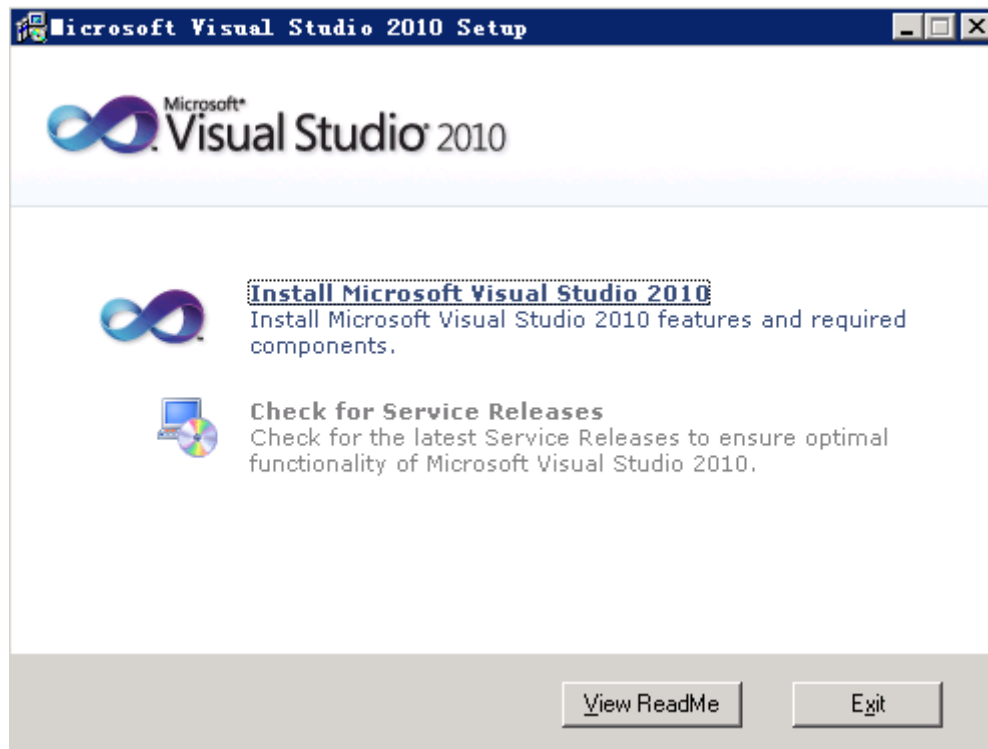 Microsoft Visual Studio 2010 Setup
Microsoft®
Visual Studio® 2010
Install Microsoft Visual Studio 2010
Install Microsoft Visual Studio 2010 features and required
components.
Check for Service Releases
Check for the latest Service Releases to ensure optimal
functionality of Microsoft Visual Studio 2010.
View ReadMe
Exit